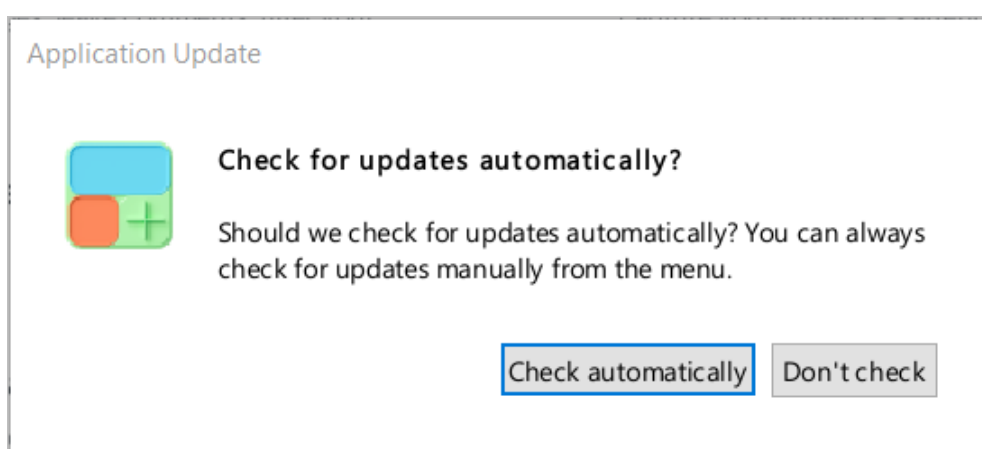 Application Update
Check for updates automatically?
Should we check for updates automatically? You can always
check for updates manually from the menu.
Check automatically
Don't check